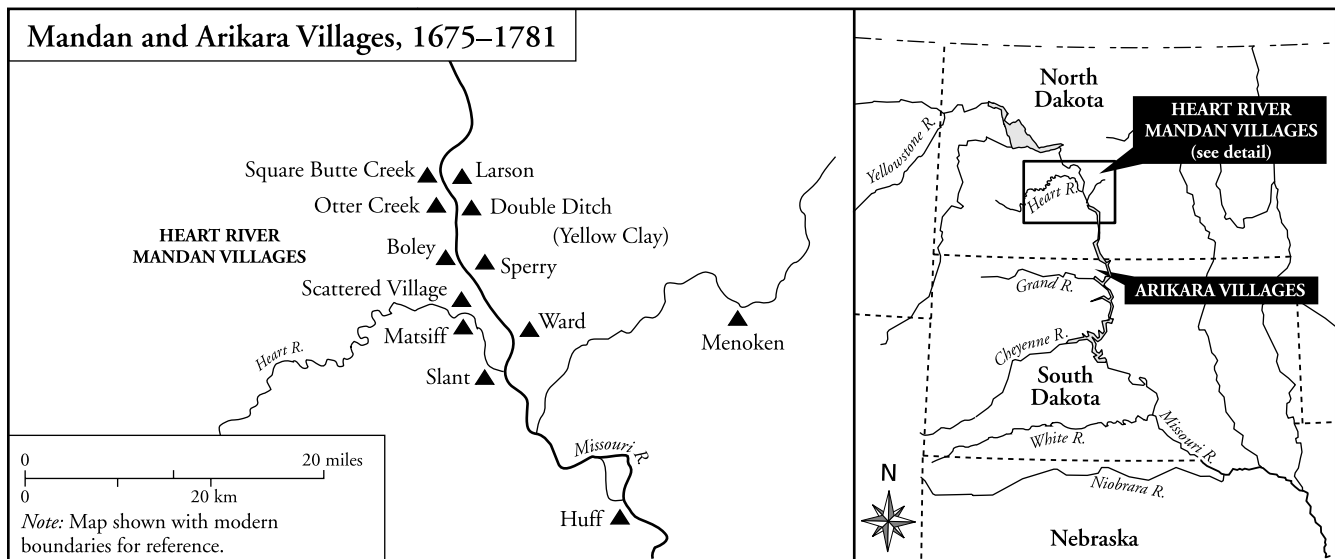 Mandan and Arikara Villages, 1675–1781
Square Butte Creek
Larson
Otter Creek
Double Ditch
(Yellow Clay)
HEART RIVER
MANDAN VILLAGES
Boley
Sperry
Scattered Village
Ward
Matsiff
Menoken
Heart R.
Slant
Missouri R.
Huff
0
20 miles
0
20 km
Note: Map shown with modern
boundaries for reference.
North
Dakota
HEART RIVER
MANDAN VILLAGES
(see detail)
Yellowstone R.
Heart R.
ARIKARA VILLAGES
Grand R.
Cheyenne R.
South
Dakota
White R.
Missouri R.
N
Niobrara R.
Nebraska